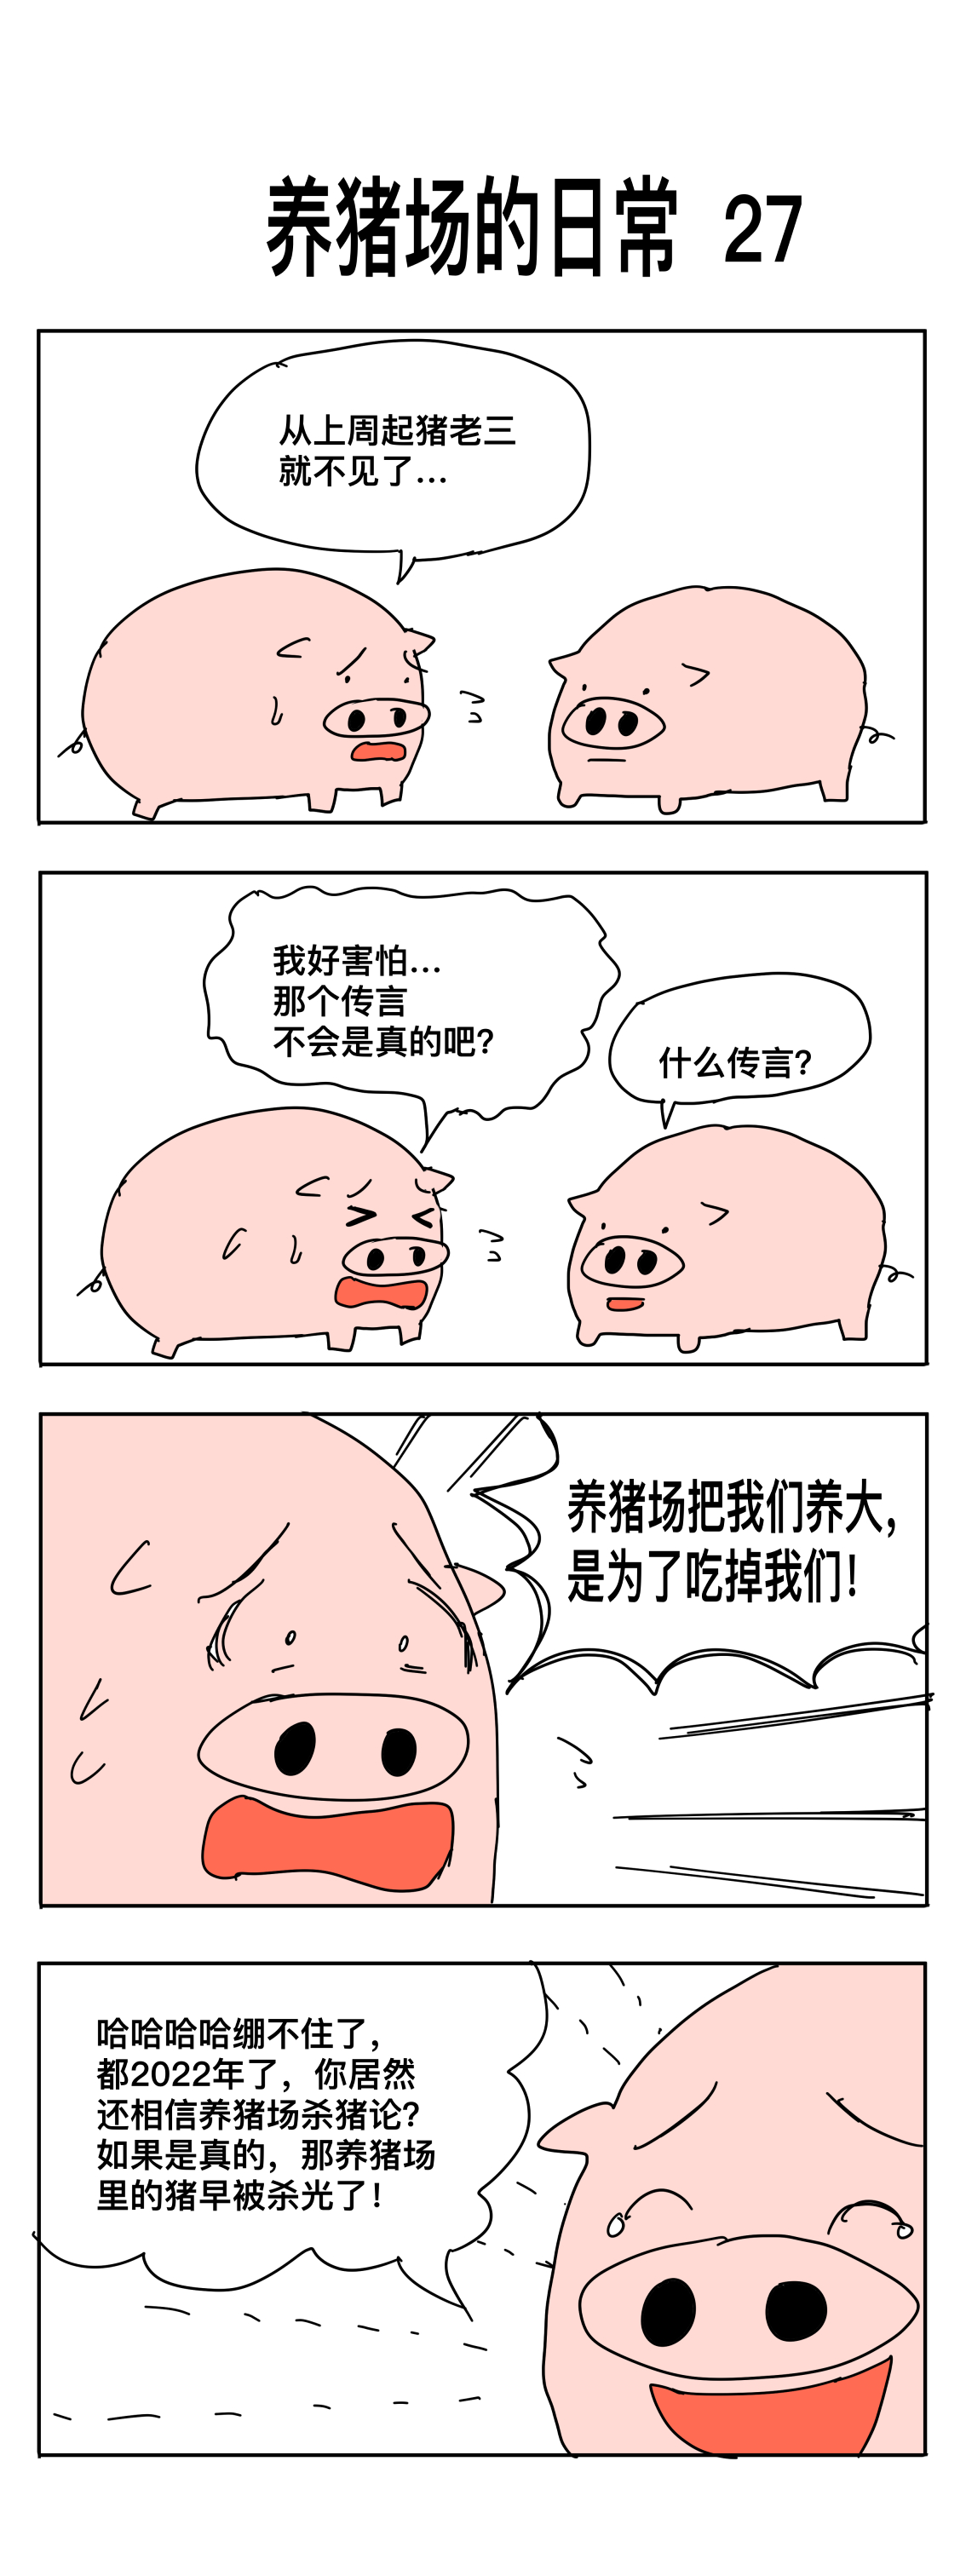 养猪场的日常 27
从上周起猪老三
就不见了...
我好害怕...
那个传言
不会是真的吧?
什么传言?
养猪场把我们养大,
是为了吃掉我们!
哈哈哈哈绷不住了,
都2022年了, 你居然
还相信养猪场杀猪论?
如果是真的, 那养猪场
里的猪早被杀光了!